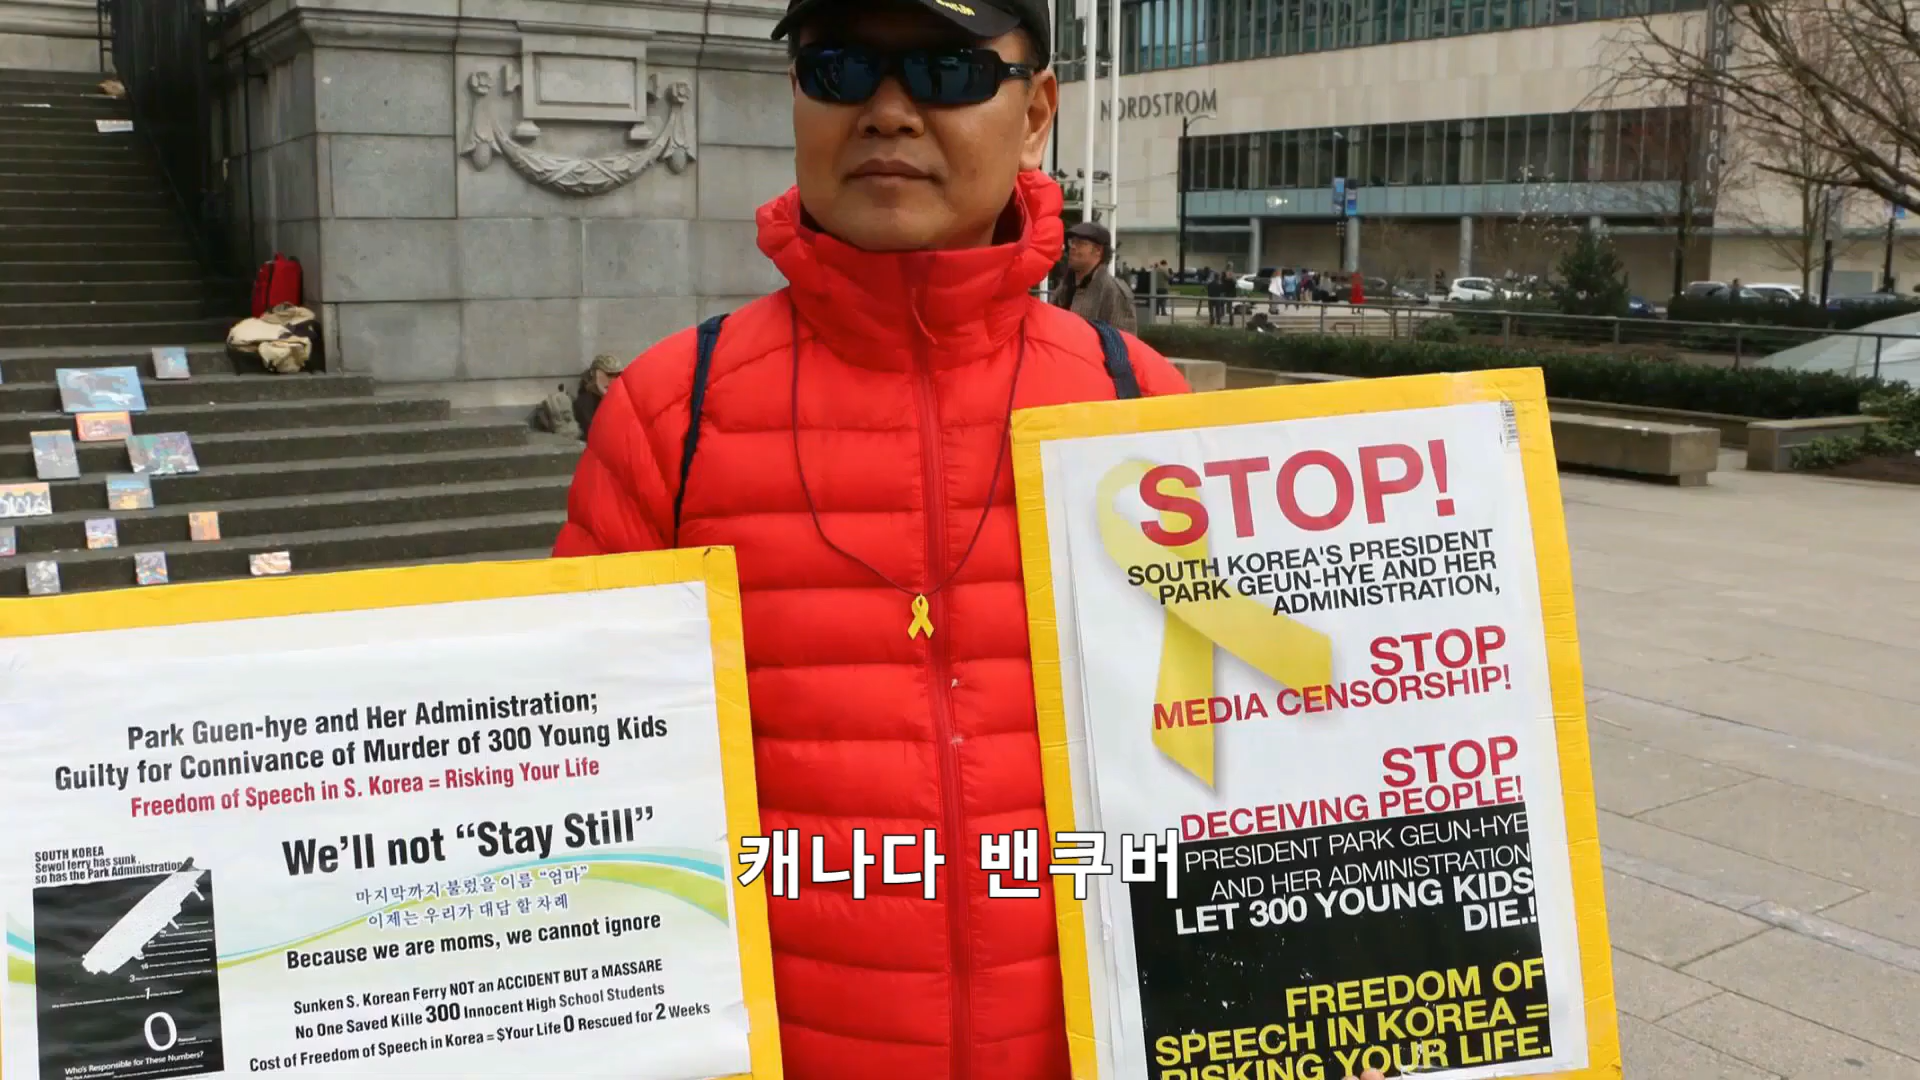 NORDSTROM
STOP!
SOUTH KOREA'S PRESIDENT
PARK GEUN-HYE AND HER
ADMINISTRATION,
STOP
MEDIA CENSORSHIP!
STOP
DECEIVING PEOPLE!
PRESIDENT PARK GEUN-HYE
AND HER ADMINISTRATION
LET 300 YOUNG KIDS
DIE.!
FREEDOM OF
SPEECH IN KOREA =
RISKING YOUR LIFE.
Park Guen-hye and Her Administration;
Guilty for Connivance of Murder of 300 Young Kids
Freedom of Speech in S. Korea = Risking Your Life
We'll not “Stay Still”
마지막까지 불렀을 이름 “엄마”
이제는 우리가 대답 할 차례
Because we are moms, we cannot ignore
Sunken S. Korean Ferry NOT an ACCIDENT BUT a MASSARE
No One Saved Kille 300 Innocent High School Students
Cost of Freedom of Speech in Korea = $Your Life 0 Rescued for 2 Weeks
SOUTH KOREA
Sewol ferry has sunk,
so has the Park Administration
3
1
0
Who's Responsible for These Numbers?
캐나다 밴쿠버